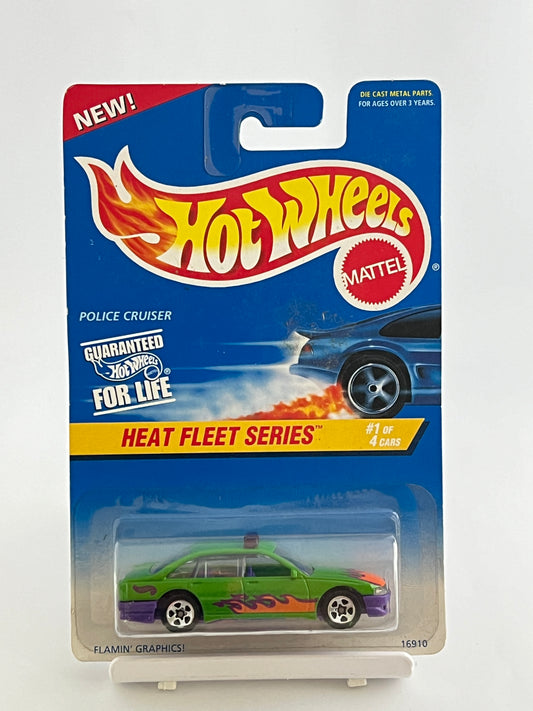 NEW!
DIE CAST METAL PARTS
FOR AGES OVER 3 YEARS.
HOT WHEELS
MATTEL
®
POLICE CRUISER
GUARANTEED
HOT WHEELS®
FOR LIFE
HEAT FLEET SERIES™
#1 OF
4 CARS
FLAMIN' GRAPHICS!
16910